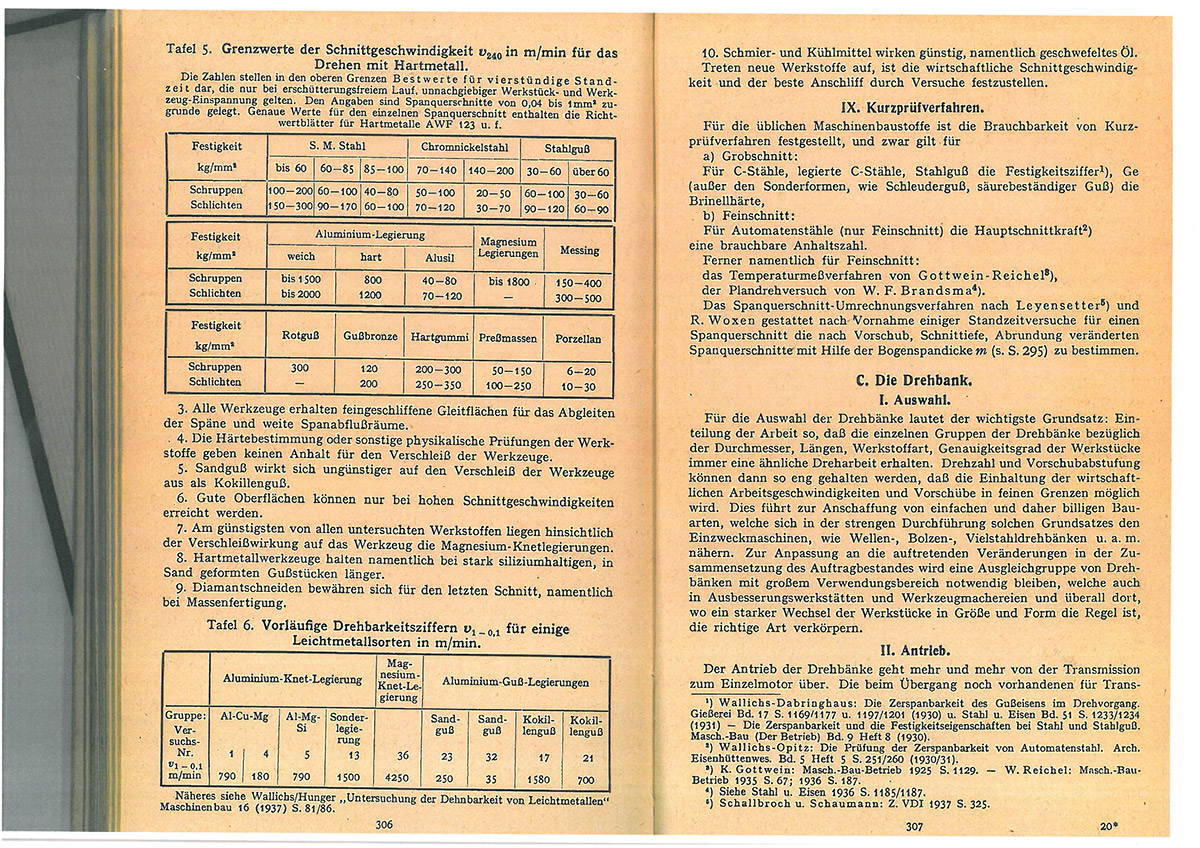 Tafel 5. Grenzwerte der Schnittgeschwindigkeit v240 in m/min für das
Drehen mit Hartmetall.
Die Zahlen stellen in den oberen Grenzen Bestwerte für vierstündige Stand-
zeit dar, die nur bei erschütterungsfreiem Lauf, unnachgiebiger Werkstück- und Werk-
zeug-Einspannung gelten. Den Angaben sind Spanquerschnitte von 0,04 bis 1mm² zu-
grunde gelegt. Genaue Werte für den einzelnen Spanquerschnitt enthalten die Richt-
wertblätter für Hartmetalle AWF 123 u. f.
Festigkeit S. M. Stahl Chromnickelstahl Stahlguß
kg/mm² bis 60 60—85 85—100 70—140 140—200 30—60 über 60
Schruppen 100—200 60—100 40—80 50—100 20—50 60—100 30—60
Schlichten 150—300 90—170 60—100 70—120 30—70 90—120 60—90
Festigkeit Aluminium-Legierung Magnesium Legierungen Messing
kg/mm² weich hart Alusil
Schruppen bis 1500 800 40—80 bis 1800 150—400
Schlichten bis 2000 1200 70—120 — 300—500
Festigkeit
kg/mm² Rotguß Gußbronze Hartgummi Preßmassen Porzellan
Schruppen 300 120 200—300 50—150 6—20
Schlichten — 200 250—350 100—250 10—30
3. Alle Werkzeuge erhalten feingeschliffene Gleitflächen für das Abgleiten
der Späne und weite Spanabflußräume.
4. Die Härtebestimmung oder sonstige physikalische Prüfungen der Werk-
stoffe geben keinen Anhalt für den Verschleiß der Werkzeuge.
5. Sandguß wirkt sich ungünstiger auf den Verschleiß der Werkzeuge
aus als Kokillenguß.
6. Gute Oberflächen können nur bei hohen Schnittgeschwindigkeiten
erreicht werden.
7. Am günstigsten von allen untersuchten Werkstoffen liegen hinsichtlich
der Verschleißwirkung auf das Werkzeug die Magnesium-Knetlegierungen.
8. Hartmetallwerkzeuge halten namentlich bei stark siliziumhaltigen, in
Sand geformten Gußstücken länger.
9. Diamantschneiden bewähren sich für den letzten Schnitt, namentlich
bei Massenfertigung.
Tafel 6. Vorläufige Drehbarkeitsziffern v1–0,1 für einige
Leichtmetallsorten in m/min.
Aluminium-Knet-Legierung Mag-
nesium-
Knet-Le-
gierung Aluminium-Guß-Legierungen
Gruppe: Al-Cu-Mg Al-Mg-
Si Sonder-
legie-
rung Sand-
guß Sand-
guß Kokil-
lenguß Kokil-
lenguß
Ver-
suchs-
Nr. 1 4 5 13 36 23 32 17 21
v1–0,1
m/min 790 180 790 1500 4250 250 35 1580 700
Näheres siehe Wallichs/Hunger „Untersuchung der Dehnbarkeit von Leichtmetallen“
Maschinenbau 16 (1937) S. 81/86.
306
10. Schmier- und Kühlmittel wirken günstig, namentlich geschwefeltes Öl.
Treten neue Werkstoffe auf, ist die wirtschaftliche Schnittgeschwindig-
keit und der beste Anschliff durch Versuche festzustellen.
IX. Kurzprüfverfahren.
Für die üblichen Maschinenbaustoffe ist die Brauchbarkeit von Kurz-
prüfverfahren festgestellt, und zwar gilt für
a) Grobschnitt:
Für C-Stähle, legierte C-Stähle, Stahlguß die Festigkeitsziffer¹), Ge
(außer den Sonderformen, wie Schleuderguß, säurebeständiger Guß) die
Brinellhärte,
b) Feinschnitt:
Für Automatenstähle (nur Feinschnitt) die Hauptschnittkraft²)
eine brauchbare Anhaltszahl.
Ferner namentlich für Feinschnitt:
das Temperaturmeßverfahren von Gottwein-Reichel³),
der Plandrehversuch von W. F. Brandsma⁴).
Das Spanquerschnitt-Umrechnungsverfahren nach Leyensetter⁵) und
R. Woxen gestattet nach Vornahme einiger Standzeitversuche für einen
Spanquerschnitt die nach Vorschub, Schnittiefe, Abrundung veränderten
Spanquerschnitte mit Hilfe der Bogenspandicke m (s. S. 295) zu bestimmen.
C. Die Drehbank.
I. Auswahl.
Für die Auswahl der Drehbänke lautet der wichtigste Grundsatz: Ein-
teilung der Arbeit so, daß die einzelnen Gruppen der Drehbänke bezüglich
der Durchmesser, Längen, Werkstoffart, Genauigkeitsgrad der Werkstücke
immer eine ähnliche Dreharbeit erhalten. Drehzahl und Vorschubabstufung
können dann so eng gehalten werden, daß die Einhaltung der wirtschaft-
lichen Arbeitsgeschwindigkeiten und Vorschübe in feinen Grenzen möglich
wird. Dies führt zur Anschaffung von einfachen und daher billigen Bau-
arten, welche sich in der strengen Durchführung solchen Grundsatzes den
Einzweckmaschinen, wie Wellen-, Bolzen-, Vielstahldrehbänken u. a. m.
nähern. Zur Anpassung an die auftretenden Veränderungen in der Zu-
sammensetzung des Auftragbestandes wird eine Ausgleichgruppe von Dreh-
bänken mit großem Verwendungsbereich notwendig bleiben, welche auch
in Ausbesserungswerkstätten und Werkzeugmachereien und überall dort,
wo ein starker Wechsel der Werkstücke in Größe und Form die Regel ist,
die richtige Art verkörpern.
II. Antrieb.
Der Antrieb der Drehbänke geht mehr und mehr von der Transmission
zum Einzelmotor über. Die beim Übergang noch vorhandenen für Trans-
¹) Wallichs-Dabringhaus: Die Zerspanbarkeit des Gußeisens im Drehvorgang.
Gießerei Bd. 17 S. 1169/1177 u. 1197/1201 (1930) u. Stahl u. Eisen Bd. 51 S. 1233/1234
(1931) — Die Zerspanbarkeit und die Festigkeitseigenschaften bei Stahl und Stahlguß.
Masch.-Bau (Der Betrieb) Bd. 9 Heft 8 (1930).
²) Wallichs-Opitz: Die Prüfung der Zerspanbarkeit von Automatenstahl. Arch.
Eisenhüttenwes. Bd. 5 Heft 5 S. 251/260 (1930/31).
³) K. Gottwein: Masch.-Bau-Betrieb 1925 S. 1129. — W. Reichel: Masch.-Bau-
Betrieb 1935 S. 67; 1936 S. 187.
⁴) Siehe Stahl u. Eisen 1936 S. 1185/1187.
⁵) Schallbroch u. Schaumann: Z. VDI 1937 S. 325.
307 20*